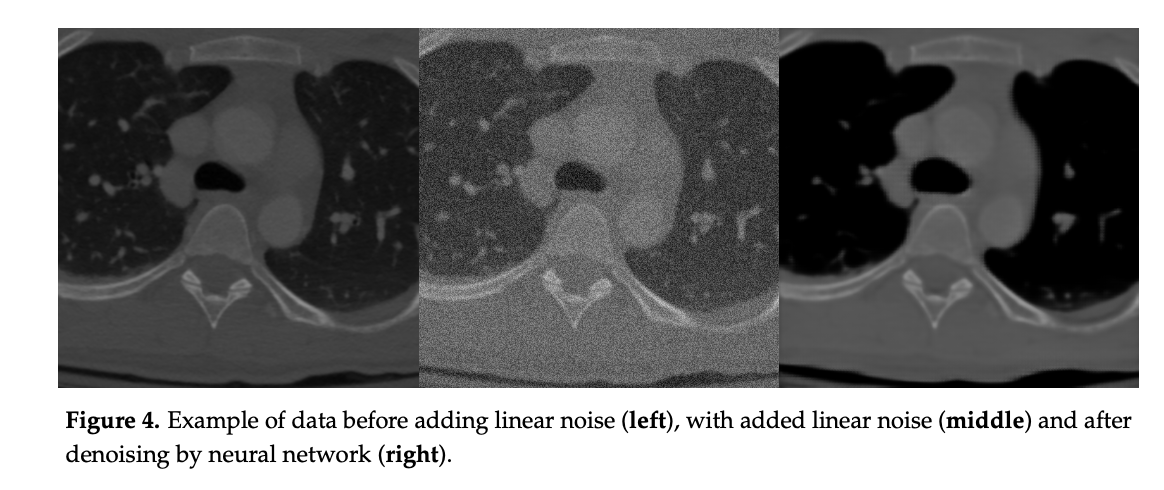 Figure 4. Example of data before adding linear noise (left), with added linear noise (middle) and after
denoising by neural network (right).